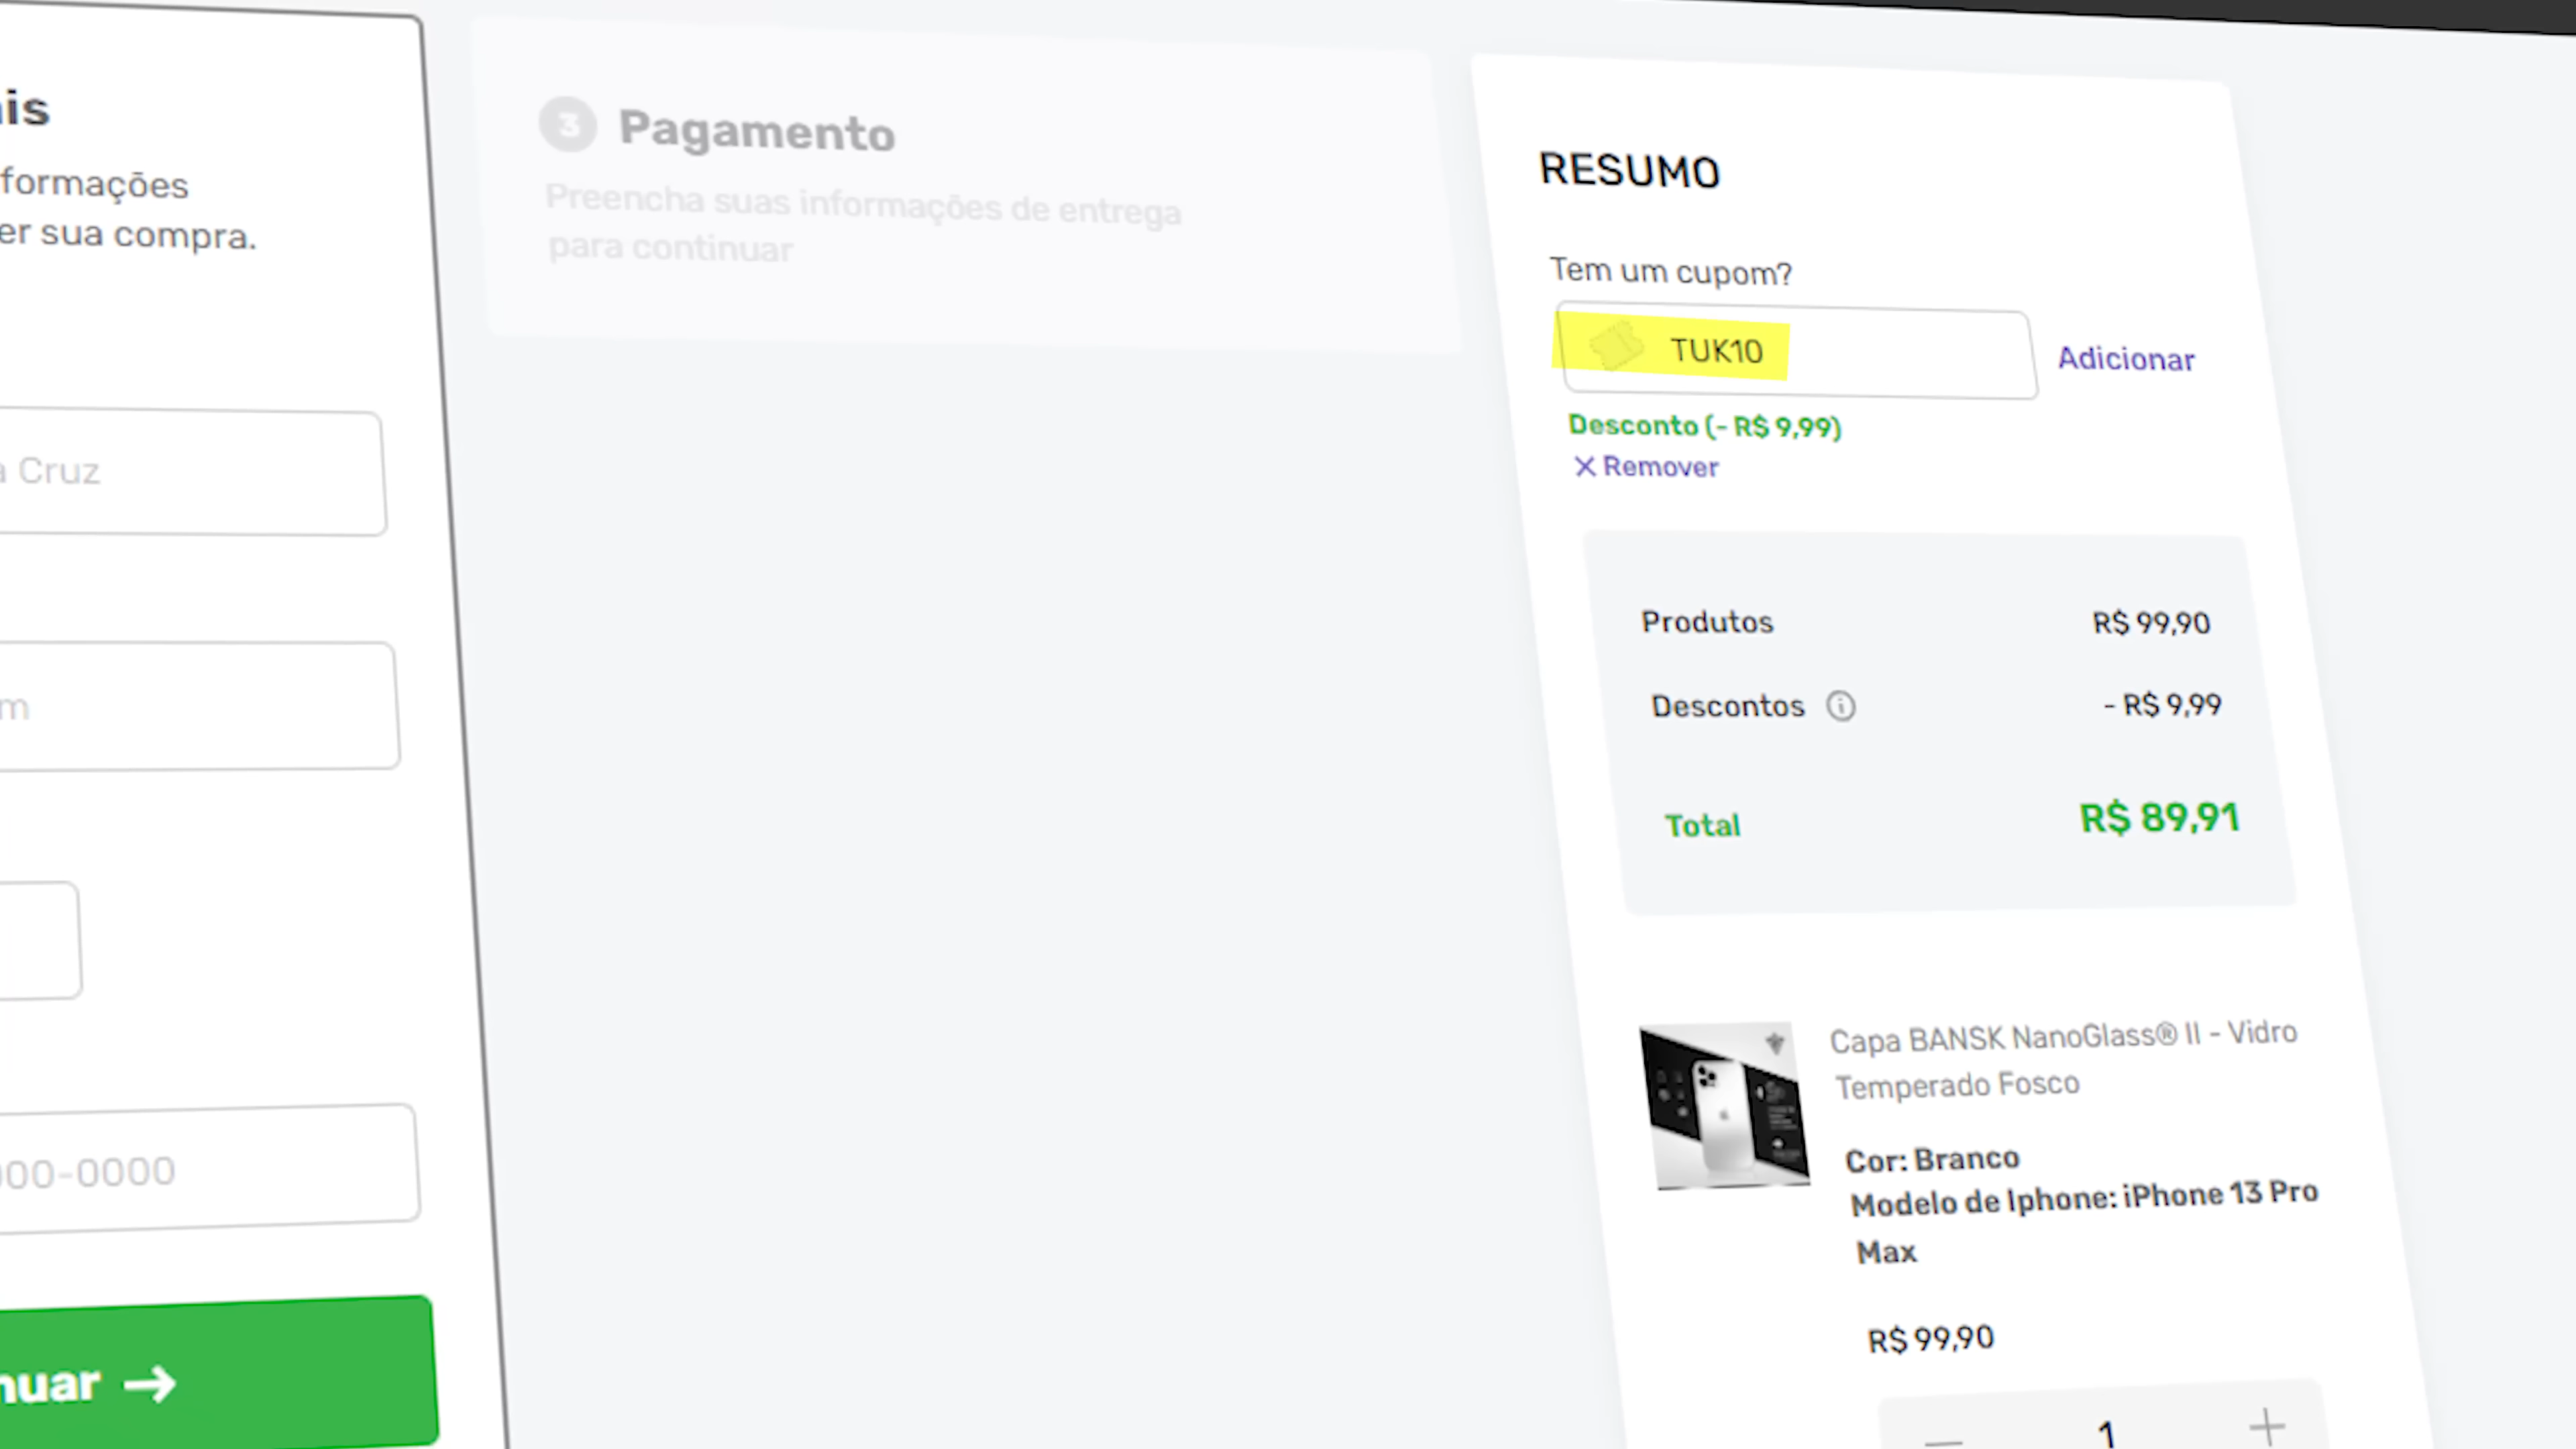 is
formações
er sua compra.
a Cruz
m
000-0000
nuar →
3 Pagamento
Preencha suas informações de entrega
para continuar
RESUMO
Tem um cupom?
TUK10
Adicionar
Desconto (- R$ 9,99)
Remover
Produtos R$ 99,90
Descontos - R$ 9,99
Total R$ 89,91
Capa BANSK NanoGlass® II - Vidro
Temperado Fosco
Cor: Branco
Modelo de Iphone: iPhone 13 Pro
Max
R$ 99,90
1